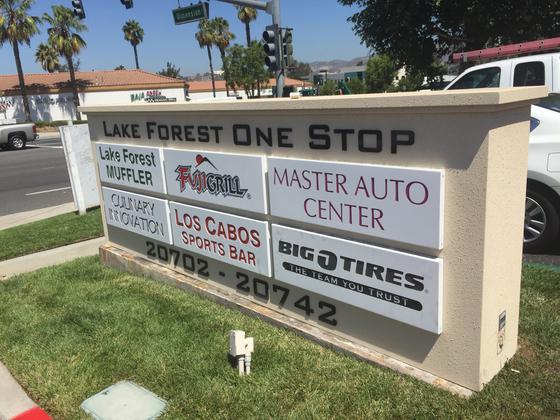 LAKE FOREST ONE STOP
Lake Forest
MUFFLER
FUJIGRILL®
MASTER AUTO
CENTER
CULINARY
INNOVATION
LOS CABOS
SPORTS BAR
BIG O TIRES®
THE TEAM YOU TRUST
20702 - 20742